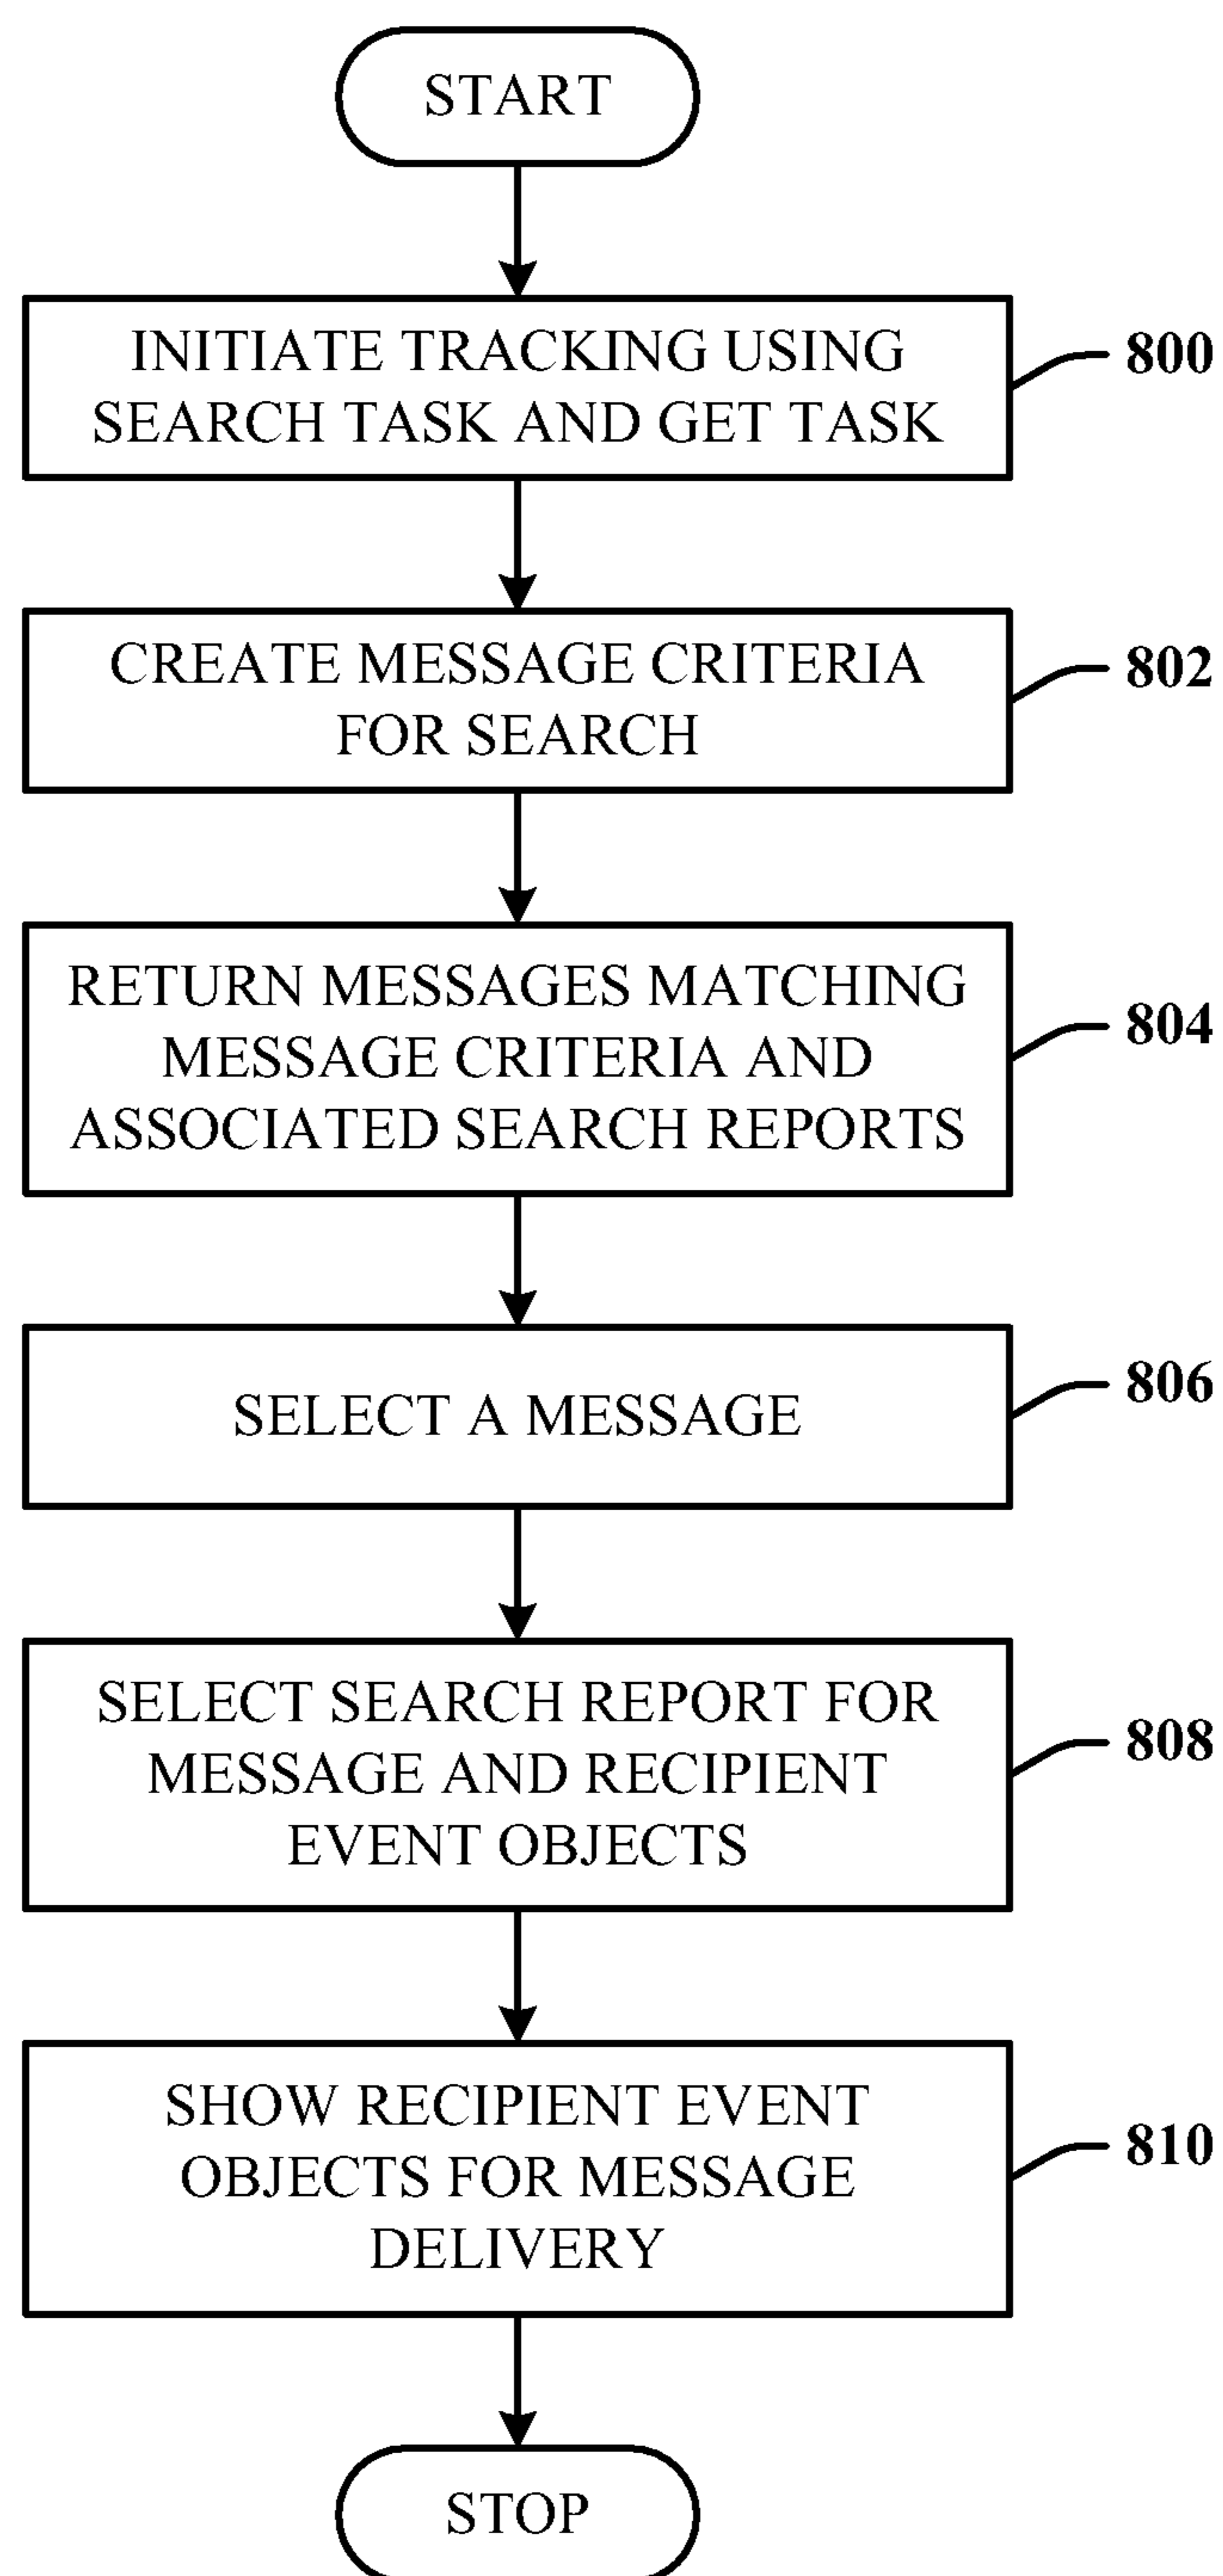 START
INITIATE TRACKING USING
SEARCH TASK AND GET TASK
800
CREATE MESSAGE CRITERIA
FOR SEARCH
802
RETURN MESSAGES MATCHING
MESSAGE CRITERIA AND
ASSOCIATED SEARCH REPORTS
804
SELECT A MESSAGE
806
SELECT SEARCH REPORT FOR
MESSAGE AND RECIPIENT
EVENT OBJECTS
808
SHOW RECIPIENT EVENT
OBJECTS FOR MESSAGE
DELIVERY
810
STOP